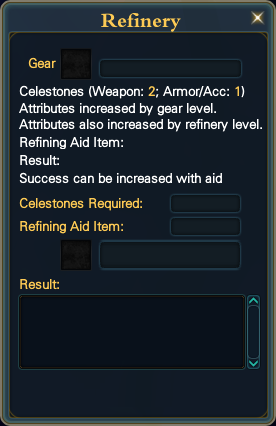 Refinery
Gear
Celestones (Weapon: 2; Armor/Acc: 1)
Attributes increased by gear level.
Attributes also increased by refinery level.
Refining Aid Item:
Result:
Success can be increased with aid
Celestones Required:
Refining Aid Item:
Result: